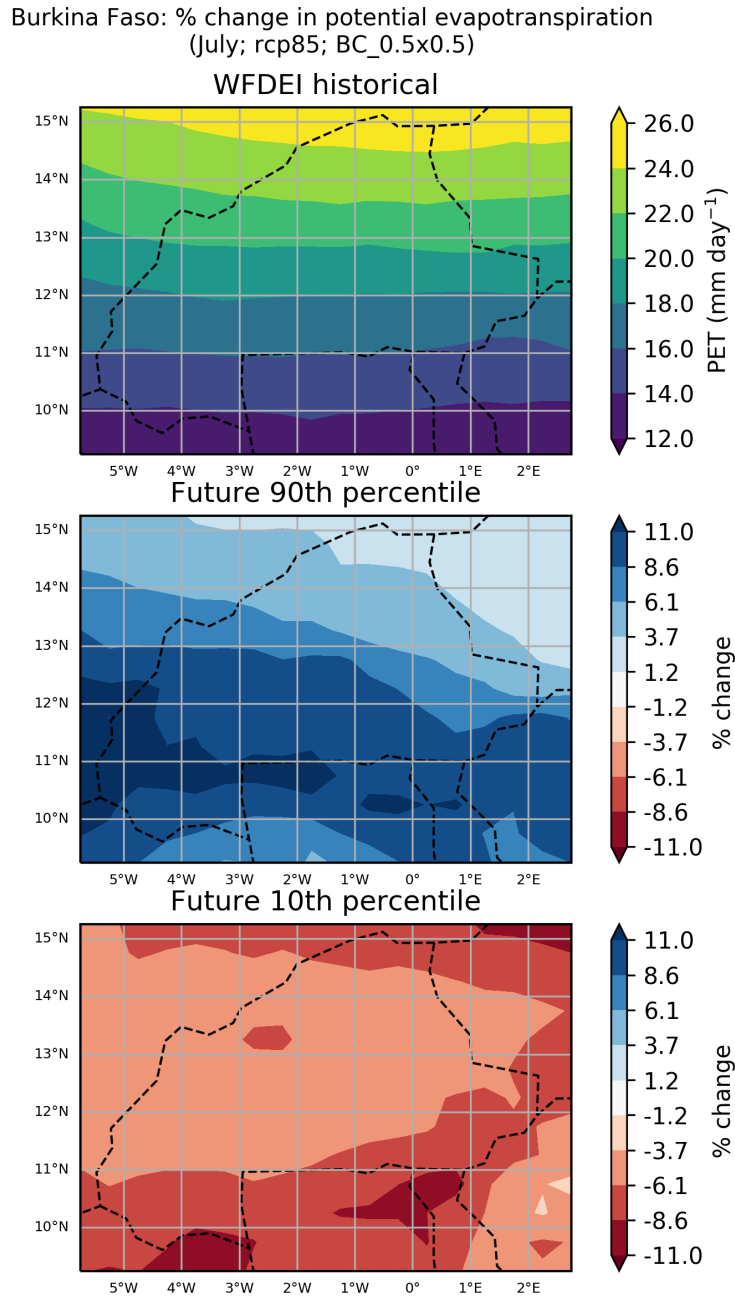 Burkina Faso: % change in potential evapotranspiration
(July; rcp85; BC_0.5x0.5)
WFDEI historical
15°N
14°N
13°N
12°N
11°N
10°N
5°W 4°W 3°W 2°W 1°W 0° 1°E 2°E
26.0
24.0
22.0
20.0
18.0
16.0
14.0
12.0
PET (mm day⁻¹)
Future 90th percentile
15°N
14°N
13°N
12°N
11°N
10°N
5°W 4°W 3°W 2°W 1°W 0° 1°E 2°E
11.0
8.6
6.1
3.7
1.2
-1.2
-3.7
-6.1
-8.6
-11.0
% change
Future 10th percentile
15°N
14°N
13°N
12°N
11°N
10°N
5°W 4°W 3°W 2°W 1°W 0° 1°E 2°E
11.0
8.6
6.1
3.7
1.2
-1.2
-3.7
-6.1
-8.6
-11.0
% change